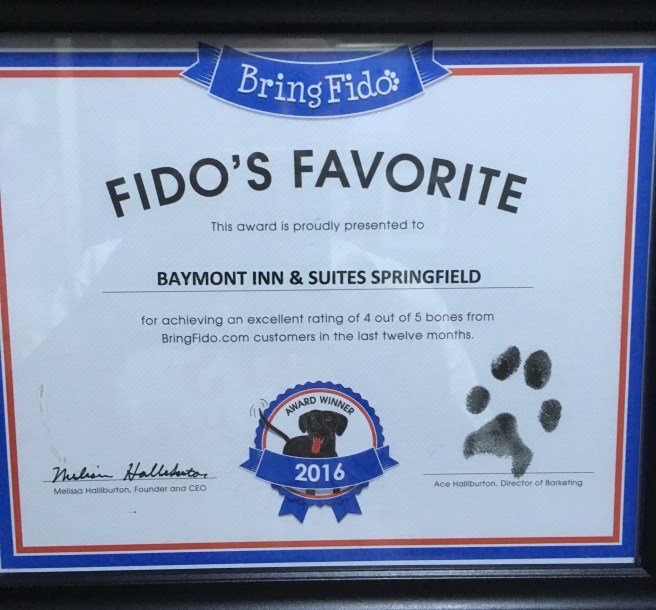 BringFido
FIDO'S FAVORITE
This award is proudly presented to
BAYMONT INN & SUITES SPRINGFIELD
for achieving an excellent rating of 4 out of 5 bones from
BringFido.com customers in the last twelve months.
AWARD WINNER
2016
Melissa Halliburton
Melissa Halliburton, Founder and CEO
Ace Halliburton, Director of Barketing